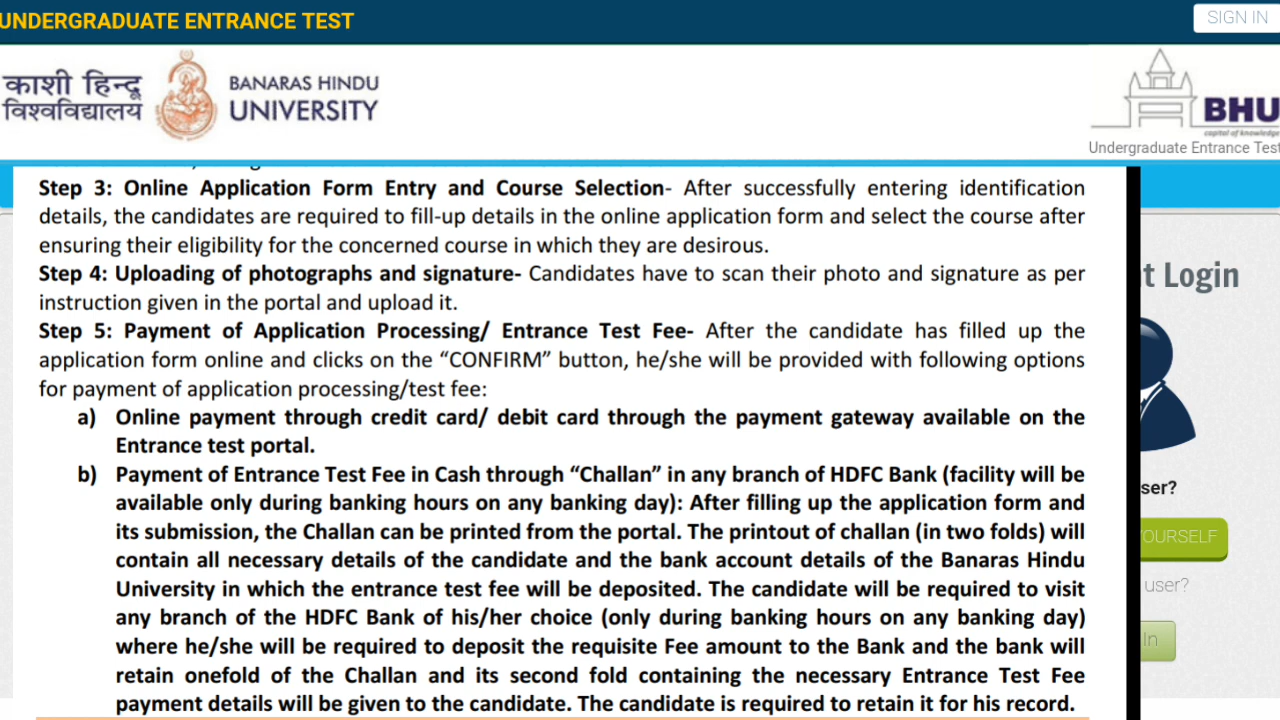 UNDERGRADUATE ENTRANCE TEST
SIGN IN
काशी हिन्दू
विश्वविद्यालय
BANARAS HINDU
UNIVERSITY
BHU
capital of knowledge
Undergraduate Entrance Test
Step 3: Online Application Form Entry and Course Selection- After successfully entering identification
details, the candidates are required to fill-up details in the online application form and select the course after
ensuring their eligibility for the concerned course in which they are desirous.
Step 4: Uploading of photographs and signature- Candidates have to scan their photo and signature as per
instruction given in the portal and upload it.
Step 5: Payment of Application Processing/ Entrance Test Fee- After the candidate has filled up the
application form online and clicks on the “CONFIRM” button, he/she will be provided with following options
for payment of application processing/test fee:
a) Online payment through credit card/ debit card through the payment gateway available on the
Entrance test portal.
b) Payment of Entrance Test Fee in Cash through “Challan” in any branch of HDFC Bank (facility will be
available only during banking hours on any banking day): After filling up the application form and
its submission, the Challan can be printed from the portal. The printout of challan (in two folds) will
contain all necessary details of the candidate and the bank account details of the Banaras Hindu
University in which the entrance test fee will be deposited. The candidate will be required to visit
any branch of the HDFC Bank of his/her choice (only during banking hours on any banking day)
where he/she will be required to deposit the requisite Fee amount to the Bank and the bank will
retain onefold of the Challan and its second fold containing the necessary Entrance Test Fee
payment details will be given to the candidate. The candidate is required to retain it for his record.
t Login
ser?
OURSELF
user?
In